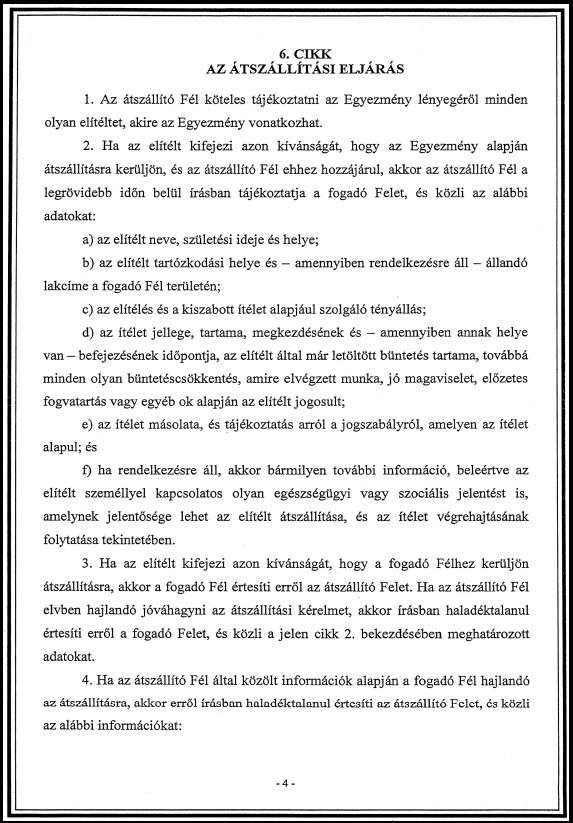 6. CIKK
AZ ÁTSZÁLLÍTÁSI ELJÁRÁS
1. Az átszállító Fél köteles tájékoztatni az Egyezmény lényegéről minden
olyan elítéltet, akire az Egyezmény vonatkozhat.
2. Ha az elítélt kifejezi azon kívánságát, hogy az Egyezmény alapján
átszállításra kerüljön, és az átszállító Fél ehhez hozzájárul, akkor az átszállító Fél a
legrövidebb időn belül írásban tájékoztatja a fogadó Felet, és közli az alábbi
adatokat:
a) az elítélt neve, születési ideje és helye;
b) az elítélt tartózkodási helye és – amennyiben rendelkezésre áll – állandó
lakcíme a fogadó Fél területén;
c) az elítélés és a kiszabott ítélet alapjául szolgáló tényállás;
d) az ítélet jellege, tartama, megkezdésének és – amennyiben annak helye
van – befejezésének időpontja, az elítélt által már letöltött büntetés tartama, továbbá
minden olyan büntetéscsökkentés, amire elvégzett munka, jó magaviselet, előzetes
fogvatartás vagy egyéb ok alapján az elítélt jogosult;
e) az ítélet másolata, és tájékoztatás arról a jogszabályról, amelyen az ítélet
alapul; és
f) ha rendelkezésre áll, akkor bármilyen további információ, beleértve az
elítélt személlyel kapcsolatos olyan egészségügyi vagy szociális jelentést is,
amelynek jelentősége lehet az elítélt átszállítása, és az ítélet végrehajtásának
folytatása tekintetében.
3. Ha az elítélt kifejezi azon kívánságát, hogy a fogadó Félhez kerüljön
átszállításra, akkor a fogadó Fél értesíti erről az átszállító Felet. Ha az átszállító Fél
elvben hajlandó jóváhagyni az átszállítási kérelmet, akkor írásban haladéktalanul
értesíti erről a fogadó Felet, és közli a jelen cikk 2. bekezdésében meghatározott
adatokat.
4. Ha az átszállító Fél által közölt információk alapján a fogadó Fél hajlandó
az átszállításra, akkor erről írásban haladéktalanul értesíti az átszállító Felet, és közli
az alábbi információkat:
- 4 -